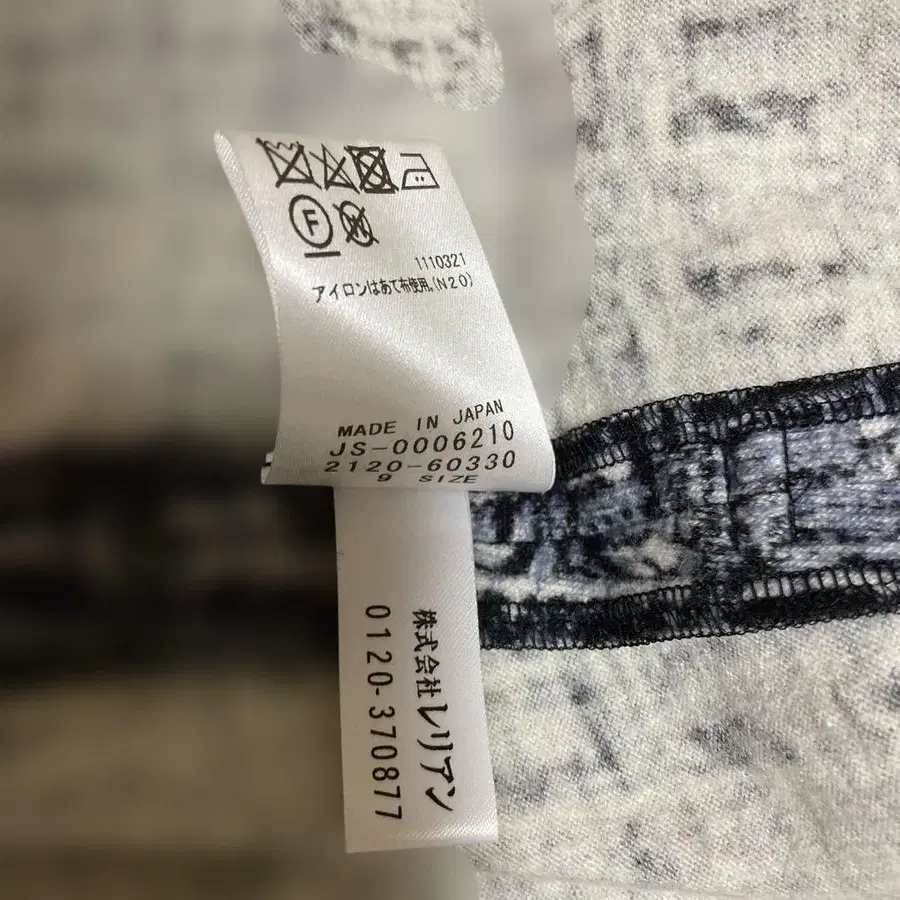 F
W
1110321
アイロンはあて布使用。(N20)
MADE IN JAPAN
JS-0006210
2120-60330
9 SIZE
株式会社レリアン
0120-370877